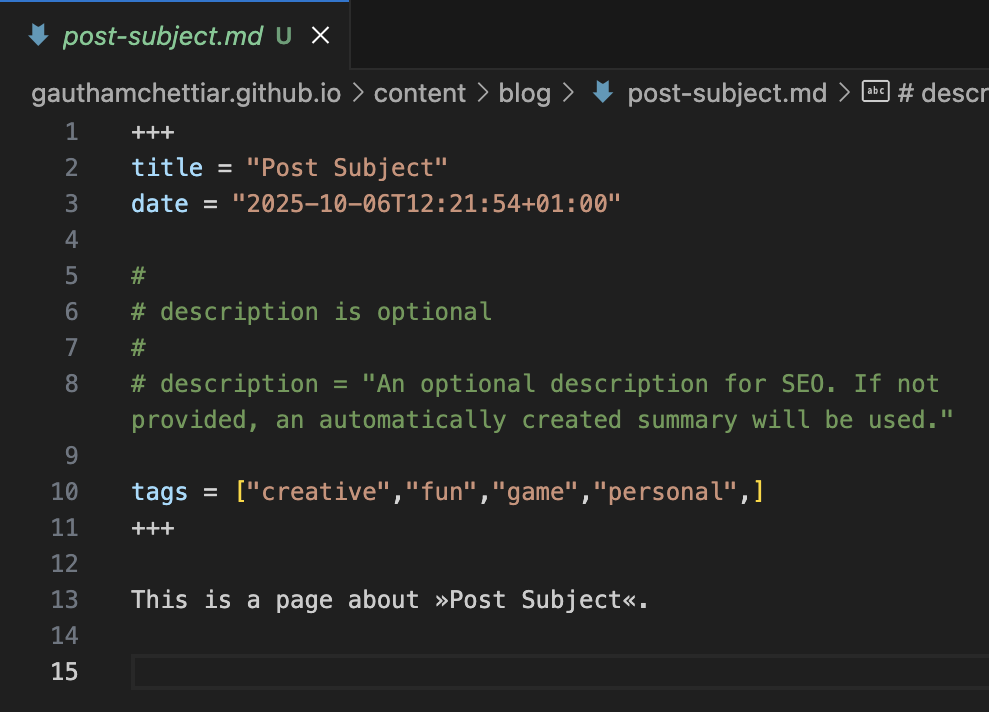 post-subject.md U
gauthamchettiar.github.io > content > blog > post-subject.md > abc # descr
1 +++
2 title = "Post Subject"
3 date = "2025-10-06T12:21:54+01:00"
4
5 #
6 # description is optional
7 #
8 # description = "An optional description for SEO. If not
provided, an automatically created summary will be used."
9
10 tags = ["creative","fun","game","personal",]
11 +++
12
13 This is a page about »Post Subject«.
14
15